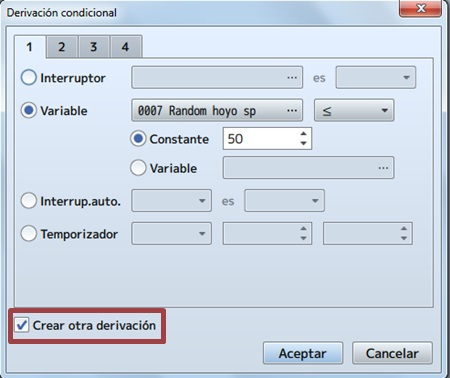 Derivación condicional
1 2 3 4
Interruptor ... es
Variable 0007 Random hoyo sp ... ≤
Constante 50
Variable ...
Interrup.auto. es
Temporizador
Crear otra derivación
Aceptar Cancelar